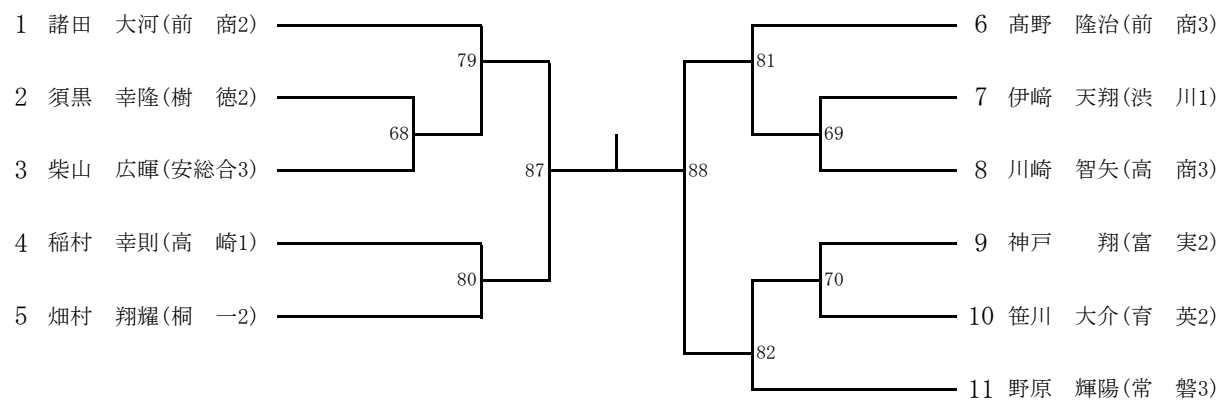 1 諸田　大河(前　商2)
79
2 須黒　幸隆(樹　徳2)
68
3 柴山　広暉(安総合3)
87
4 稲村　幸則(高　崎1)
80
5 畑村　翔耀(桐　一2)
6 髙野　隆治(前　商3)
81
7 伊﨑　天翔(渋　川1)
69
8 川崎　智矢(高　商3)
88
9 神戸　　翔(富　実2)
70
10 笹川　大介(育　英2)
82
11 野原　輝陽(常　磐3)